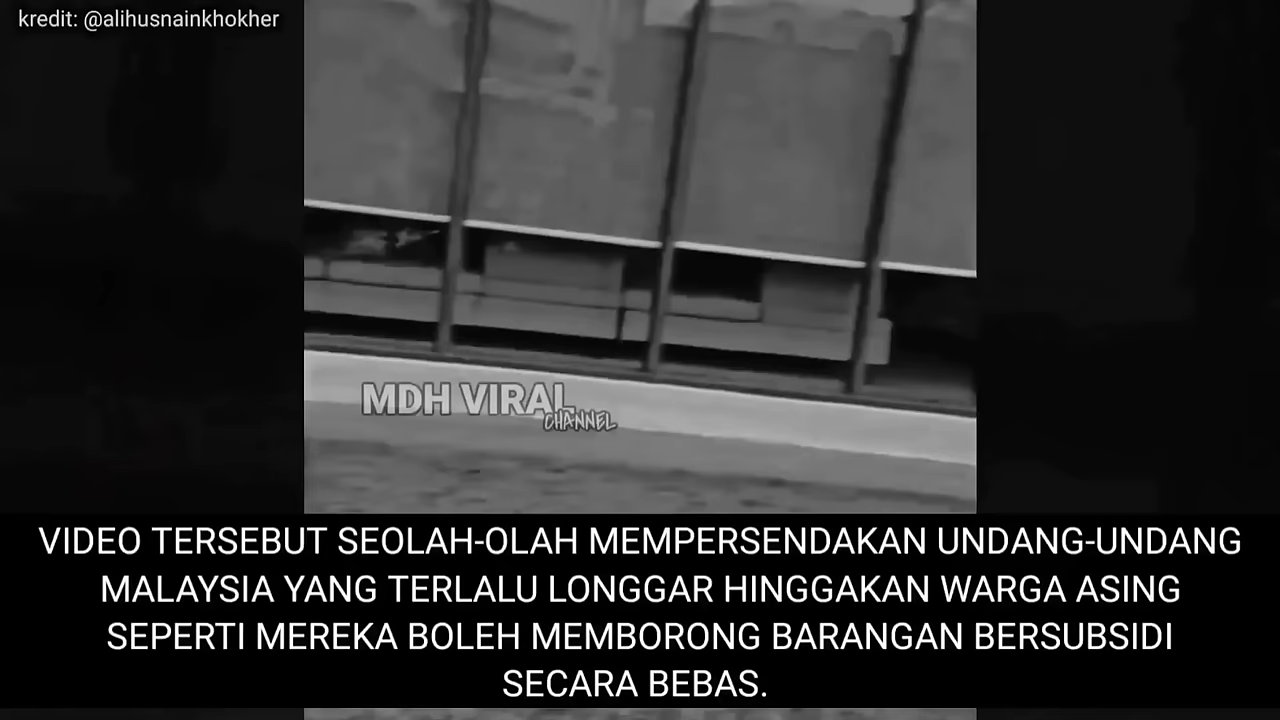 kredit: @alihusnainkhokher
MDH VIRAL
CHANNEL
VIDEO TERSEBUT SEOLAH-OLAH MEMPERSENDAKAN UNDANG-UNDANG
MALAYSIA YANG TERLALU LONGGAR HINGGAKAN WARGA ASING
SEPERTI MEREKA BOLEH MEMBORONG BARANGAN BERSUBSIDI
SECARA BEBAS.